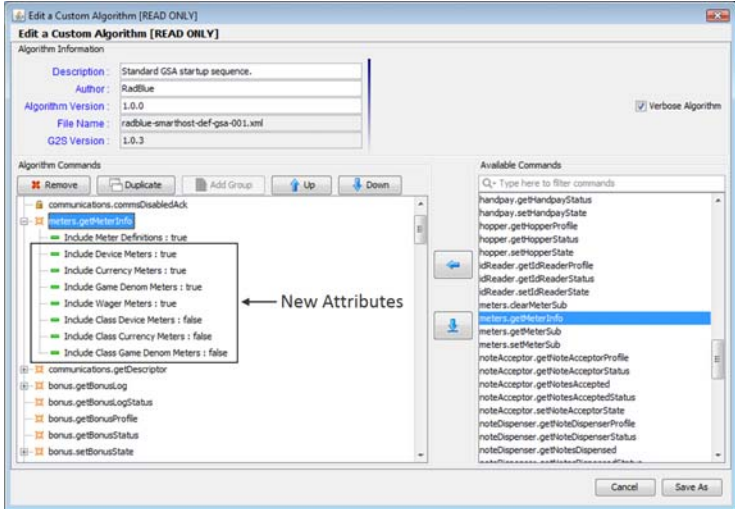 Edit a Custom Algorithm [READ ONLY]
Edit a Custom Algorithm [READ ONLY]
Algorithm Information
Description : Standard GSA startup sequence.
Author : RadBlue
Algorithm Version : 1.0.0
Verbose Algorithm
File Name : radblue-smarthost-def-gsa-001.xml
G2S Version : 1.0.3
Algorithm Commands
Remove Duplicate Add Group Up Down
communications.commsDisabledAck
meters.getMeterInfo
Include Meter Definitions : true
Include Device Meters : true
Include Currency Meters : true
Include Game Denom Meters : true
Include Wager Meters : true
Include Class Device Meters : false
Include Class Currency Meters : false
Include Class Game Denom Meters : false
New Attributes
communications.getDescriptor
bonus.getBonusLog
bonus.getBonusLogStatus
bonus.getBonusProfile
bonus.getBonusStatus
bonus.setBonusState
Available Commands
Type here to filter commands
handpay.getHandpayStatus
handpay.setHandpayState
hopper.getHopperProfile
hopper.getHopperStatus
hopper.setHopperState
idReader.getIdReaderProfile
idReader.getIdReaderStatus
idReader.setIdReaderState
meters.clearMeterSub
meters.getMeterInfo
meters.getMeterSub
meters.setMeterSub
noteAcceptor.getNoteAcceptorProfile
noteAcceptor.getNoteAcceptorStatus
noteAcceptor.getNotesAccepted
noteAcceptor.getNotesAcceptedStatus
noteAcceptor.setNoteAcceptorState
noteDispenser.getNoteDispenserProfile
noteDispenser.getNoteDispenserStatus
noteDispenser.getNotesDispensed
Cancel Save As